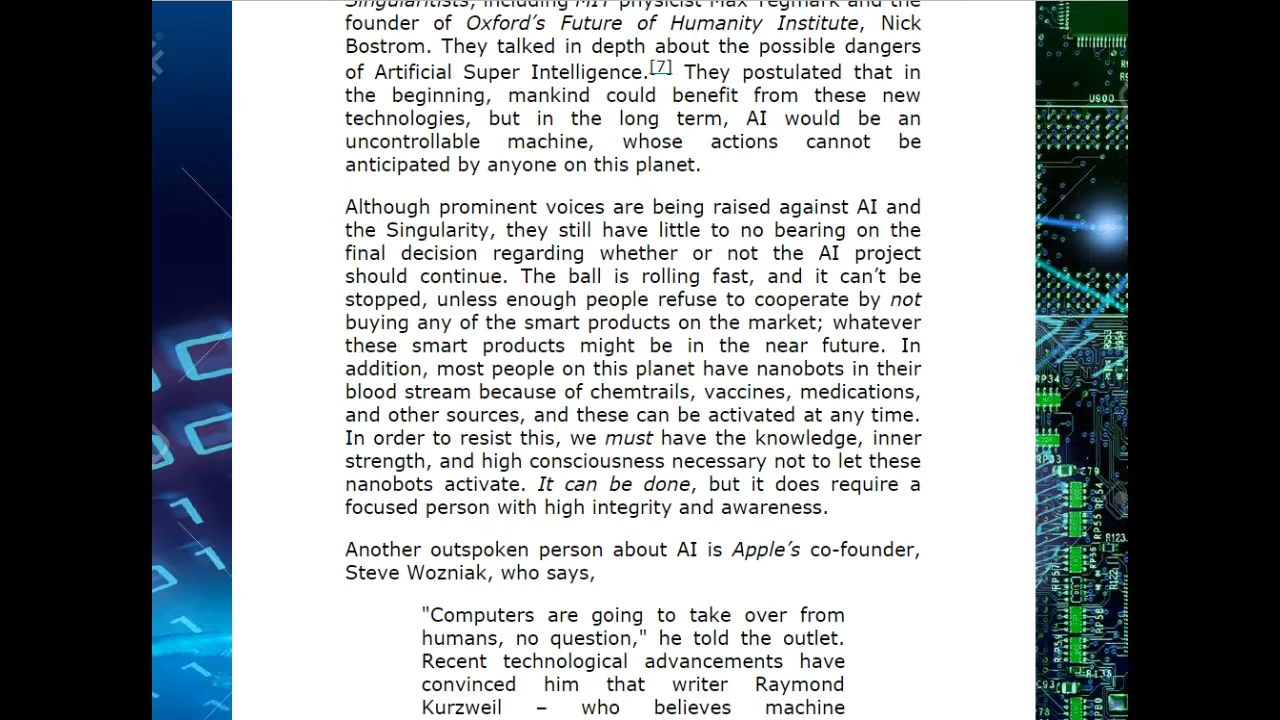 Singularitists, including MIT physicist Max Tegmark and the
founder of Oxford's Future of Humanity Institute, Nick
Bostrom. They talked in depth about the possible dangers
of Artificial Super Intelligence.[7] They postulated that in
the beginning, mankind could benefit from these new
technologies, but in the long term, AI would be an
uncontrollable machine, whose actions cannot be
anticipated by anyone on this planet.
Although prominent voices are being raised against AI and
the Singularity, they still have little to no bearing on the
final decision regarding whether or not the AI project
should continue. The ball is rolling fast, and it can't be
stopped, unless enough people refuse to cooperate by not
buying any of the smart products on the market; whatever
these smart products might be in the near future. In
addition, most people on this planet have nanobots in their
blood stream because of chemtrails, vaccines, medications,
and other sources, and these can be activated at any time.
In order to resist this, we must have the knowledge, inner
strength, and high consciousness necessary not to let these
nanobots activate. It can be done, but it does require a
focused person with high integrity and awareness.
Another outspoken person about AI is Apple's co-founder,
Steve Wozniak, who says,
"Computers are going to take over from
humans, no question," he told the outlet.
Recent technological advancements have
convinced him that writer Raymond
Kurzweil – who believes machine
U900
RP34
RP33
C79
RP54
RP55
R123
R122
RP56
R135
C93